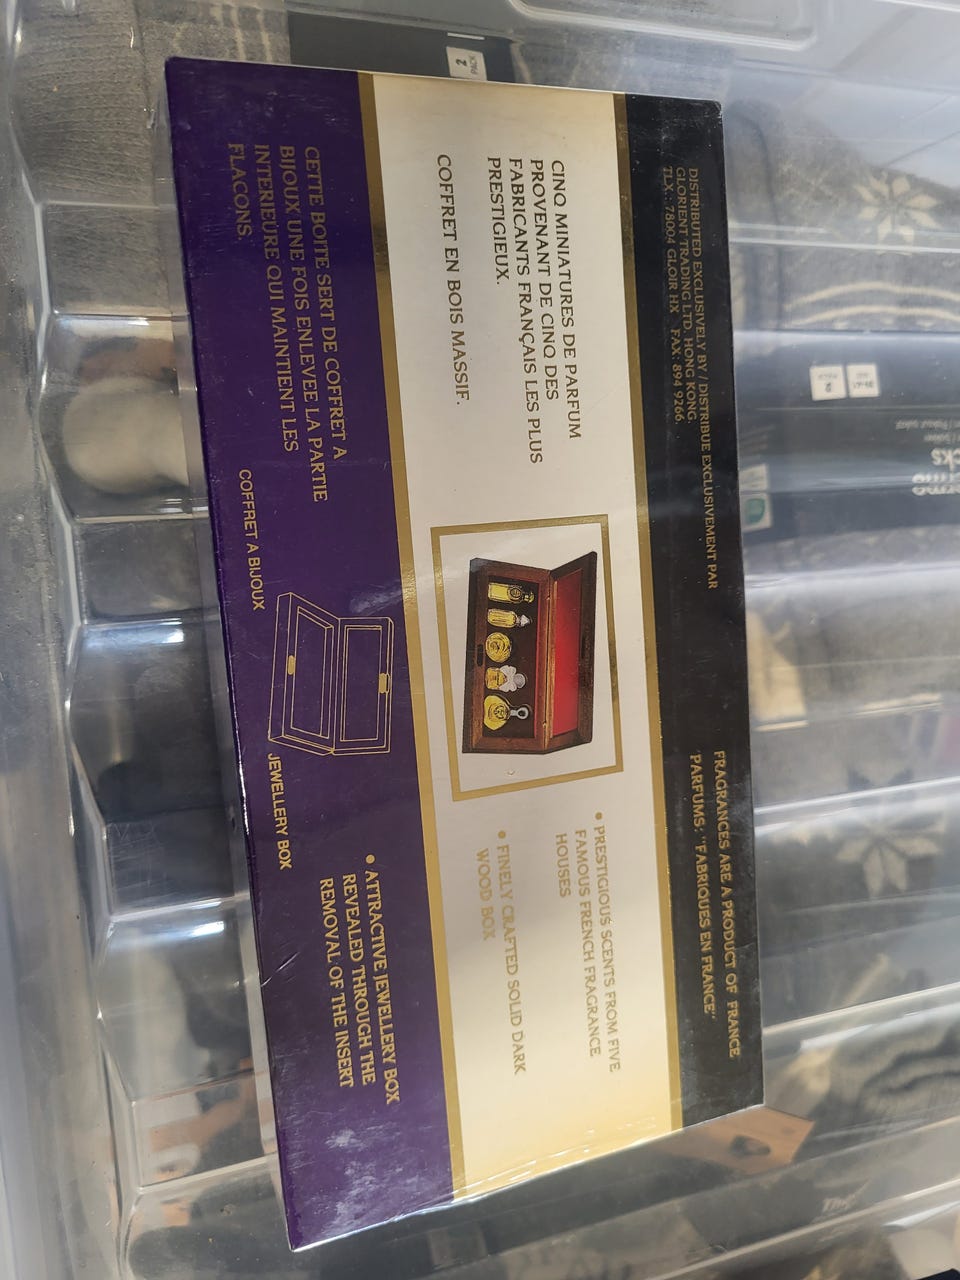 DISTRIBUTED EXCLUSIVELY BY / DISTRIBUE EXCLUSIVEMENT PAR
GLORIENT TRADING LTD. HONG KONG.
TLX.: 78004 GLOIR HX FAX: 894 9266.
FRAGRANCES ARE A PRODUCT OF FRANCE
PARFUMS: "FABRIQUES EN FRANCE"
CINQ MINIATURES DE PARFUM
PROVENANT DE CINQ DES
FABRICANTS FRANÇAIS LES PLUS
PRESTIGIEUX.
COFFRET EN BOIS MASSIF.
• PRESTIGIOUS SCENTS FROM FIVE
FAMOUS FRENCH FRAGRANCE
HOUSES
• FINELY CRAFTED SOLID DARK
WOOD BOX
CETTE BOITE SERT DE COFFRET A
BIJOUX UNE FOIS ENLEVEE LA PARTIE
INTERIEURE QUI MAINTIENT LES
FLACONS.
COFFRET A BIJOUX
JEWELLERY BOX
• ATTRACTIVE JEWELLERY BOX
REVEALED THROUGH THE
REMOVAL OF THE INSERT
PACK
2